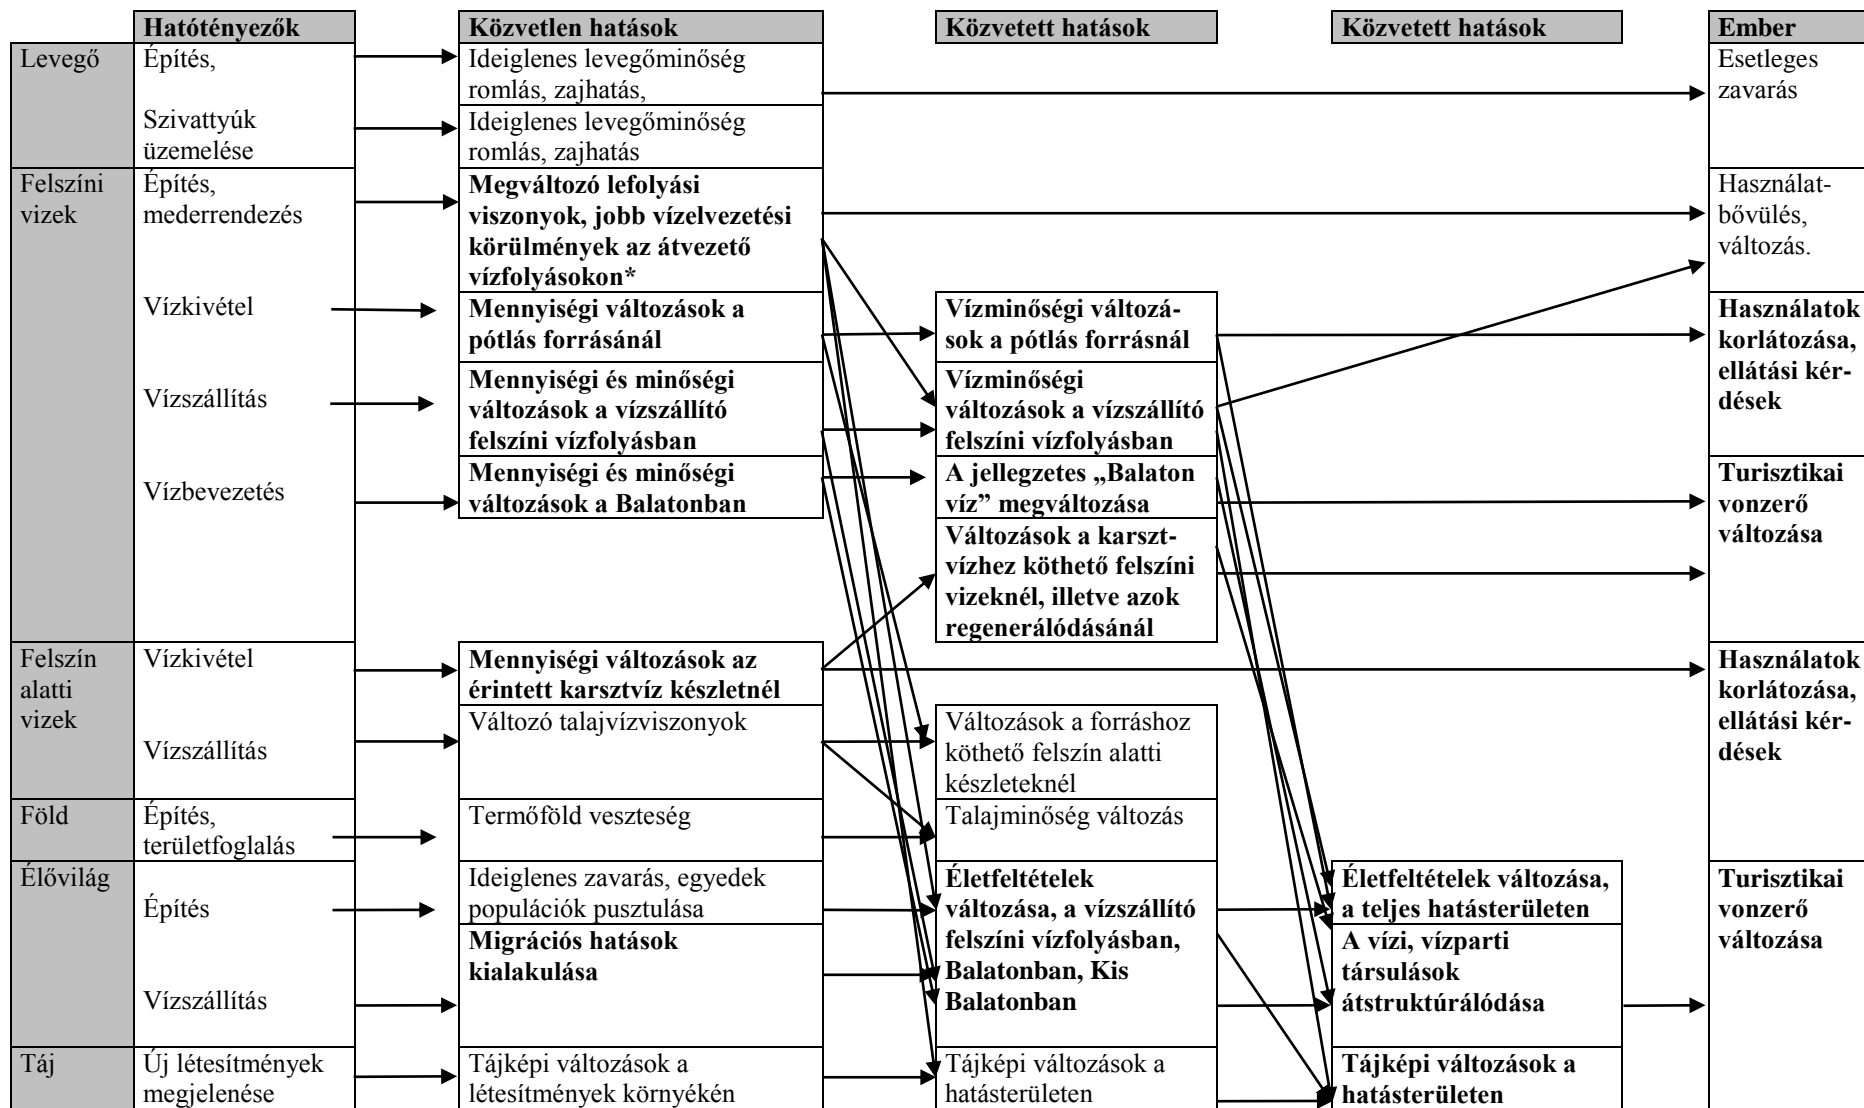 Hatótényezők
Közvetlen hatások
Közvetett hatások
Közvetett hatások
Ember
Levegő
Építés,
Ideiglenes levegőminőség
romlás, zajhatás,
Esetleges
zavarás
Szivattyúk
üzemelése
Ideiglenes levegőminőség
romlás, zajhatás
Felszíni
vizek
Építés,
mederrendezés
Megváltozó lefolyási
viszonyok, jobb vízelvezetési
körülmények az átvezető
vízfolyásokon*
Használat-
bővülés,
változás.
Vízkivétel
Mennyiségi változások a
pótlás forrásánál
Vízminőségi változá-
sok a pótlás forrásnál
Használatok
korlátozása,
ellátási kér-
dések
Vízszállítás
Mennyiségi és minőségi
változások a vízszállító
felszíni vízfolyásban
Vízminőségi
változások a vízszállító
felszíni vízfolyásban
Vízbevezetés
Mennyiségi és minőségi
változások a Balatonban
A jellegzetes „Balaton
víz” megváltozása
Turisztikai
vonzerő
változása
Változások a karszt-
vízhez köthető felszíni
vizeknél, illetve azok
regenerálódásánál
Felszín
alatti
vizek
Vízkivétel
Mennyiségi változások az
érintett karsztvíz készletnél
Használatok
korlátozása,
ellátási kér-
dések
Vízszállítás
Változó talajvízviszonyok
Változások a forráshoz
köthető felszín alatti
készleteknél
Föld
Építés,
területfoglalás
Termőföld veszteség
Talajminőség változás
Élővilág
Építés
Ideiglenes zavarás, egyedek
populációk pusztulása
Életfeltételek
változása, a vízszállító
felszíni vízfolyásban,
Balatonban, Kis
Balatonban
Életfeltételek változása,
a teljes hatásterületen
Turisztikai
vonzerő
változása
Vízszállítás
Migrációs hatások
kialakulása
A vízi, vízparti
társulások
átstruktúrálódása
Táj
Új létesítmények
megjelenése
Tájképi változások a
létesítmények környékén
Tájképi változások a
hatásterületen
Tájképi változások a
hatásterületen